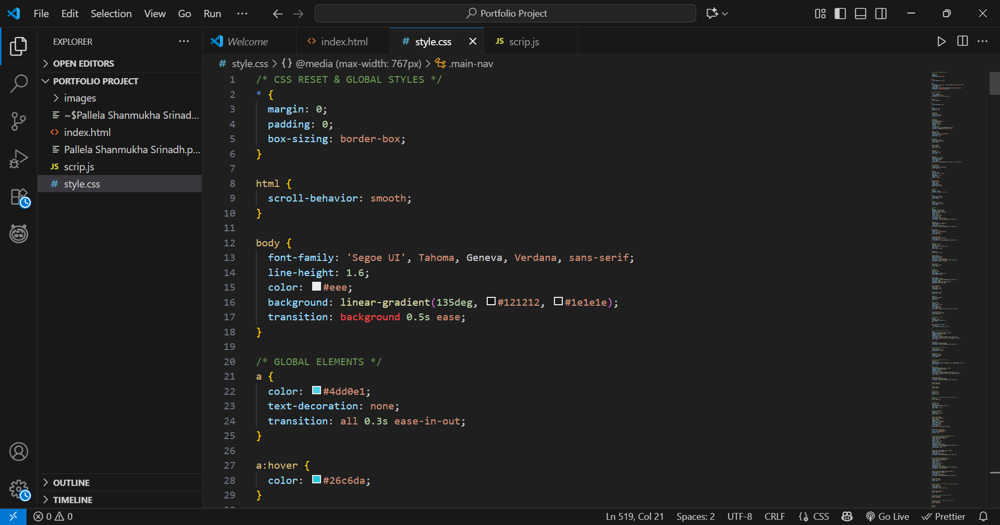 File Edit Selection View Go Run ··· Portfolio Project
EXPLORER ···
Welcome index.html # style.css JS scrip.js
OPEN EDITORS
# style.css > {} @media (max-width: 767px) > .main-nav
PORTFOLIO PROJECT
images
~$Pallela Shanmukha Srinad...
index.html
Pallela Shanmukha Srinadh.p...
JS scrip.js
# style.css
OUTLINE
TIMELINE
1 /* CSS RESET & GLOBAL STYLES */
2 * {
3 margin: 0;
4 padding: 0;
5 box-sizing: border-box;
6 }
7
8 html {
9 scroll-behavior: smooth;
10 }
11
12 body {
13 font-family: 'Segoe UI', Tahoma, Geneva, Verdana, sans-serif;
14 line-height: 1.6;
15 color: #eee;
16 background: linear-gradient(135deg, #121212, #1e1e1e);
17 transition: background 0.5s ease;
18 }
19
20 /* GLOBAL ELEMENTS */
21 a {
22 color: #4dd0e1;
23 text-decoration: none;
24 transition: all 0.3s ease-in-out;
25 }
26
27 a:hover {
28 color: #26c6da;
29 }
0 0 Ln 519, Col 21 Spaces: 2 UTF-8 CRLF {} CSS Go Live Prettier